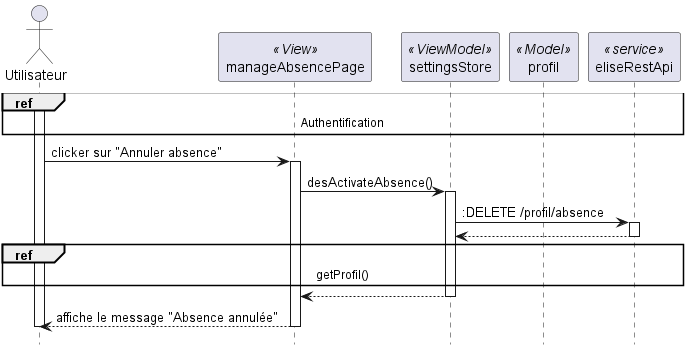 « View»
« ViewModel»
« Model»
« service»
Utilisateur
manageAbsencePage
settingsStore
profil
eliseRestApi
ref
Authentification
clicker sur "Annuler absence"
desActivateAbsence()
:DELETE /profil/absence
ref
getProfil()
affiche le message "Absence annulée"